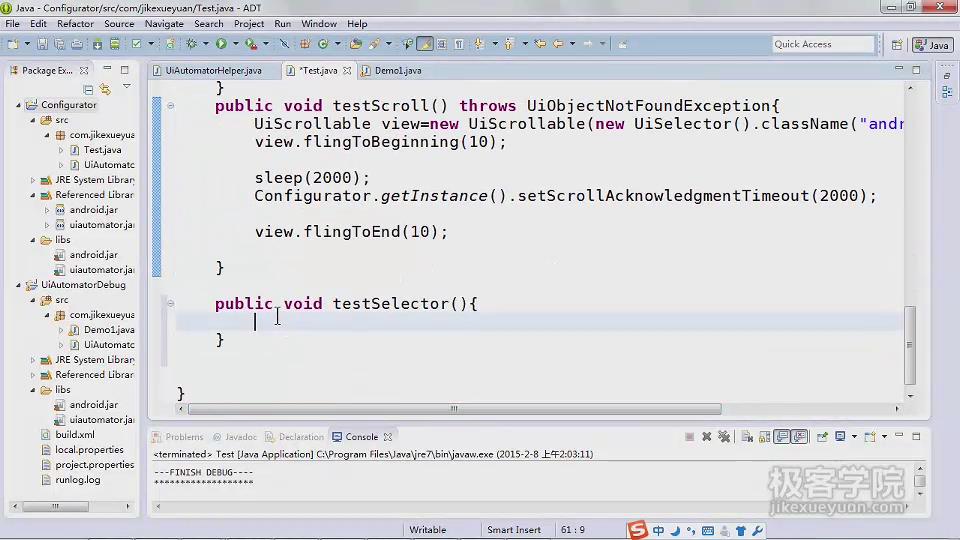 Java - Configurator/src/com/jikexueyuan/Test.java - ADT
File Edit Refactor Source Navigate Search Project Run Window Help
Quick Access
Java
Package Ex...
UiAutomatorHelper.java
*Test.java
Demo1.java
Configurator
src
com.jikexueyua
Test.java
UiAutomato
JRE System Library
Referenced Librar
android.jar
uiautomator.jar
libs
android.jar
uiautomator.ja
UiAutomatorDebug
src
com.jikexueyua
Demo1.java
UiAutomato
JRE System Library
Referenced Librar
libs
android.jar
uiautomator.ja
build.xml
local.properties
project.properties
runlog.log
}
public void testScroll() throws UiObjectNotFoundException{
UiScrollable view=new UiScrollable(new UiSelector().className("andr
view.flingToBeginning(10);
sleep(2000);
Configurator.getInstance().setScrollAcknowledgmentTimeout(2000);
view.flingToEnd(10);
}
public void testSelector(){
}
}
Problems
Javadoc
Declaration
Console
<terminated> Test [Java Application] C:\Program Files\Java\jre7\bin\javaw.exe (2015-2-8 上午2:03:11)
---FINISH DEBUG----
*******************
极客学院
jikexueyuan.com
Writable
Smart Insert
61 : 9
中